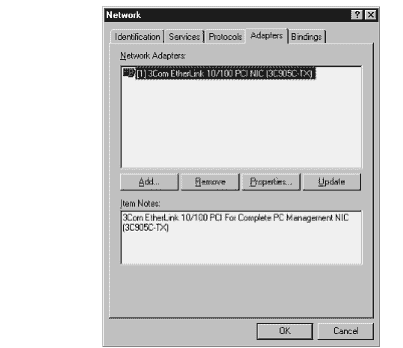 Network
Identification Services Protocols Adapters Bindings
Network Adapters:
[1] 3Com EtherLink 10/100 PCI NIC (3C905C-TX)
Add... Remove Properties... Update
Item Notes:
3Com EtherLink 10/100 PCI For Complete PC Management NIC
(3C905C-TX)
OK Cancel